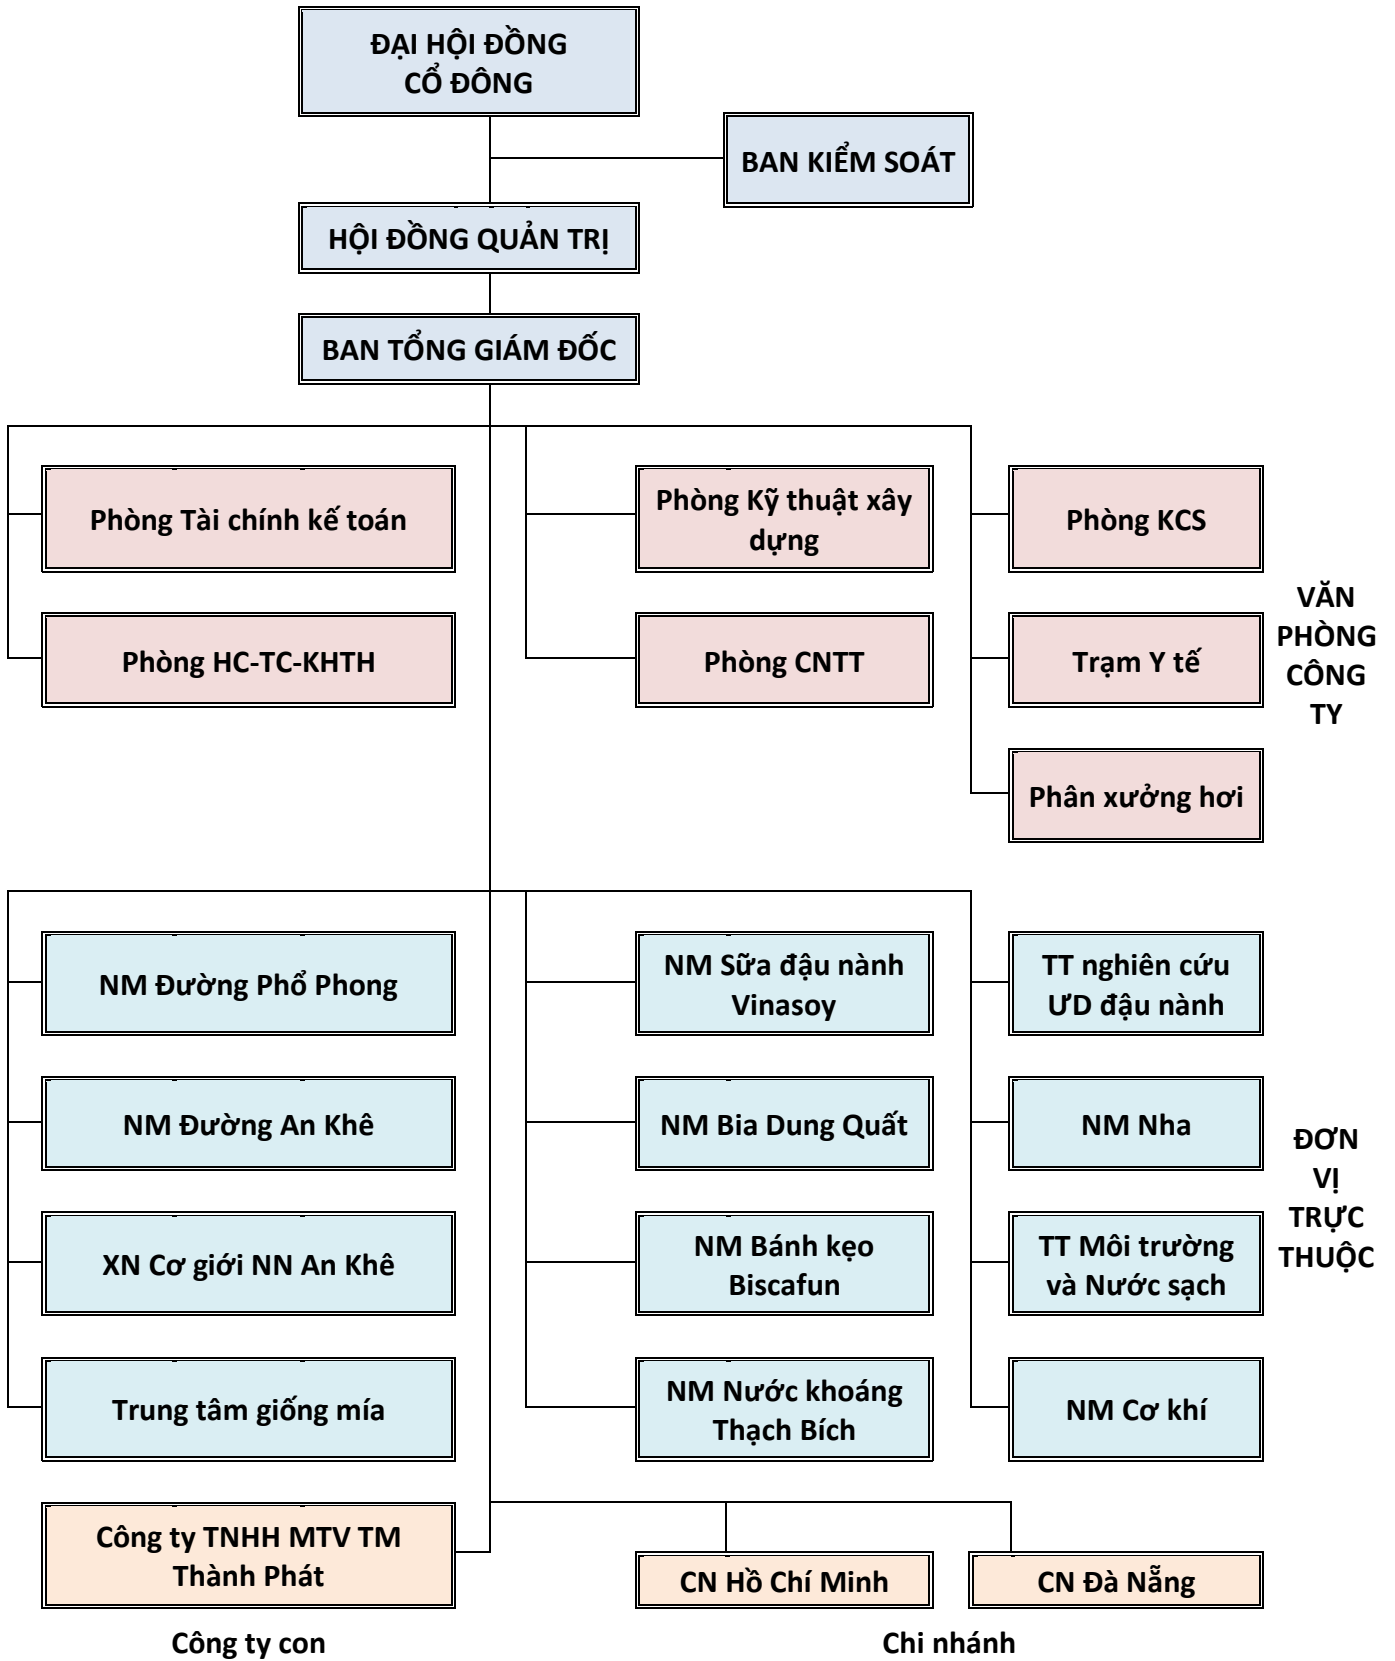 ĐẠI HỘI ĐỒNG
CỔ ĐÔNG
BAN KIỂM SOÁT
HỘI ĐỒNG QUẢN TRỊ
BAN TỔNG GIÁM ĐỐC
Phòng Tài chính kế toán
Phòng Kỹ thuật xây
dựng
Phòng KCS
Phòng HC-TC-KHTH
Phòng CNTT
Trạm Y tế
Phân xưởng hơi
VĂN
PHÒNG
CÔNG
TY
NM Đường Phổ Phong
NM Sữa đậu nành
Vinasoy
TT nghiên cứu
ƯD đậu nành
NM Đường An Khê
NM Bia Dung Quất
NM Nha
XN Cơ giới NN An Khê
NM Bánh kẹo
Biscafun
TT Môi trường
và Nước sạch
Trung tâm giống mía
NM Nước khoáng
Thạch Bích
NM Cơ khí
ĐƠN
VỊ
TRỰC
THUỘC
Công ty TNHH MTV TM
Thành Phát
CN Hồ Chí Minh
CN Đà Nẵng
Công ty con
Chi nhánh